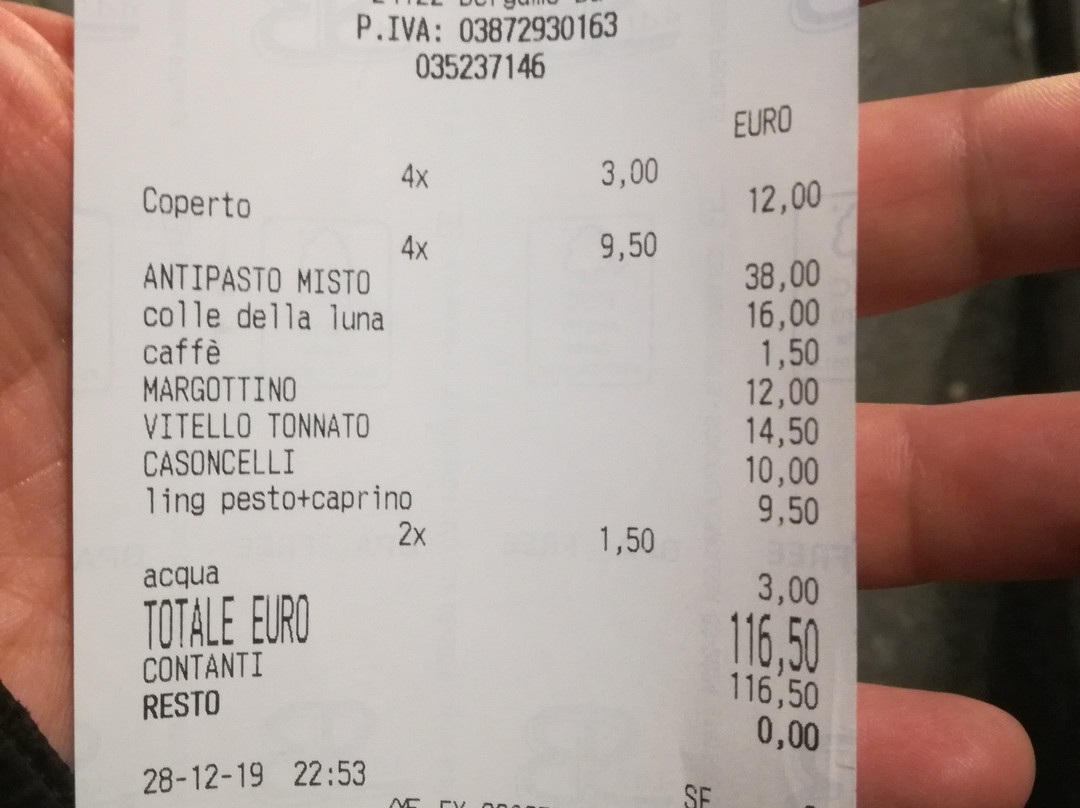 P.IVA: 03872930163
035237146
EURO
4x 3,00
Coperto 12,00
4x 9,50
ANTIPASTO MISTO 38,00
colle della luna 16,00
caffè 1,50
MARGOTTINO 12,00
VITELLO TONNATO 14,50
CASONCELLI 10,00
ling pesto+caprino 9,50
2x 1,50
acqua 3,00
TOTALE EURO 116,50
CONTANTI 116,50
RESTO 0,00
28-12-19 22:53
SF